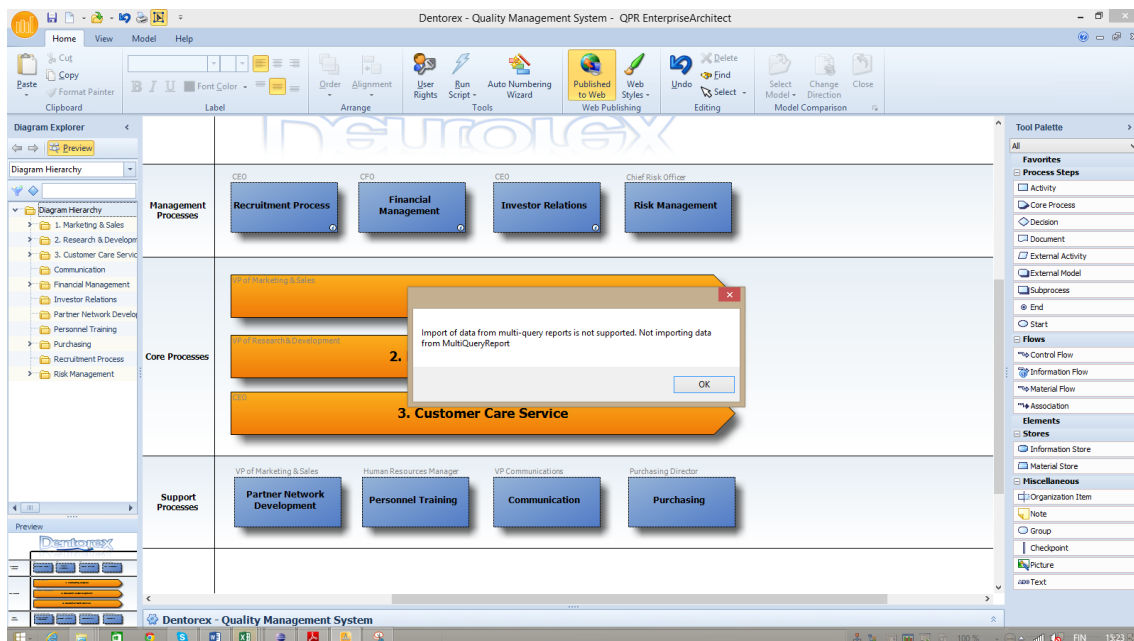 Dentorex - Quality Management System - QPR EnterpriseArchitect
Home View Model Help
Paste
Cut
Copy
Format Painter
Clipboard
B I U Font Color
Label
Order
Alignment
Arrange
User Rights
Run Script
Auto Numbering Wizard
Tools
Published to Web
Web Styles
Web Publishing
Undo
Delete
Find
Select
Editing
Select Model
Change Direction
Close
Model Comparison
Diagram Explorer
Preview
Diagram Hierarchy
Diagram Hierarchy
1. Marketing & Sales
2. Research & Developm
3. Customer Care Servic
Communication
Financial Management
Investor Relations
Partner Network Develo
Personnel Training
Purchasing
Recruitment Process
Risk Management
Preview
Dentorex
Management
Processes
CEO
Recruitment Process
CFO
Financial
Management
CEO
Investor Relations
Chief Risk Officer
Risk Management
Core Processes
VP of Marketing & Sales
VP of Research & Development
2.
CEO
3. Customer Care Service
Import of data from multi-query reports is not supported. Not importing data
from MultiQueryReport
OK
Support
Processes
VP of Marketing & Sales
Partner Network
Development
Human Resources Manager
Personnel Training
VP Communications
Communication
Purchasing Director
Purchasing
Dentorex - Quality Management System
Tool Palette
All
Favorites
Process Steps
Activity
Core Process
Decision
Document
External Activity
External Model
Subprocess
End
Start
Flows
Control Flow
Information Flow
Material Flow
Association
Elements
Stores
Information Store
Material Store
Miscellaneous
Organization Item
Note
Group
Checkpoint
Picture
Text
100%
FIN 15:23